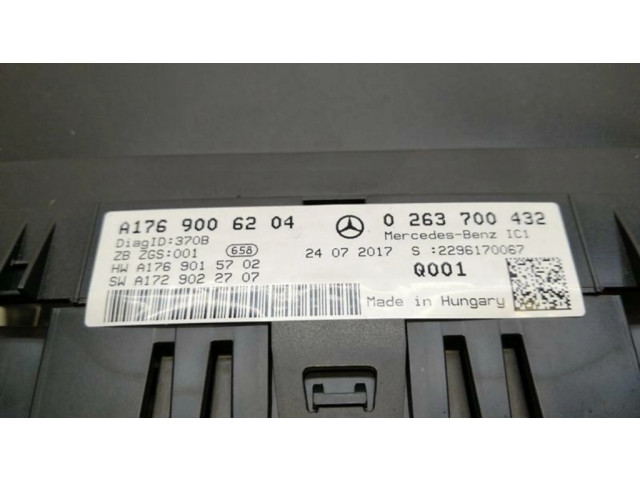 A176 900 62 04
DiagID:370B
ZB ZGS:001 658
HW A176 901 57 02
SW A172 902 27 07
24 07 2017
0 263 700 432
Mercedes-Benz IC1
S :2296170067
Q001
Made in Hungary